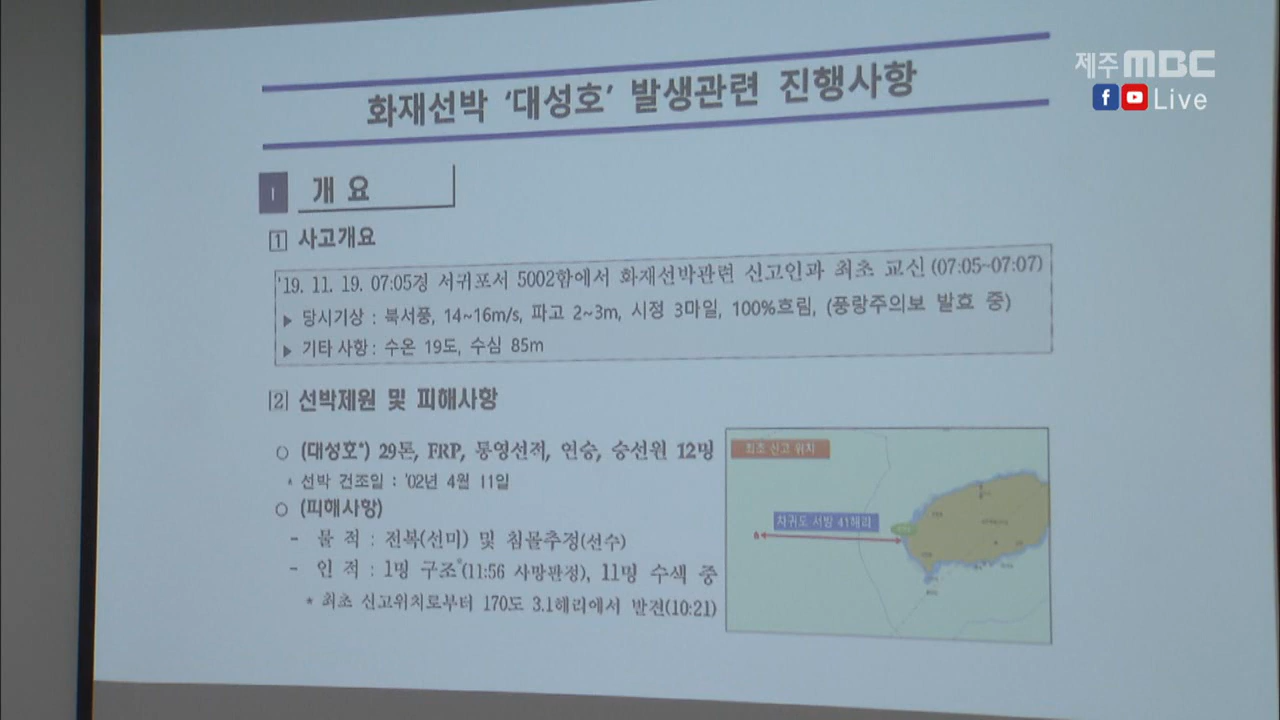 제주MBC
Live
화재선박 '대성호' 발생관련 진행사항
Ⅰ 개 요
1 사고개요
'19. 11. 19. 07:05경 서귀포서 5002함에서 화재선박관련 신고인과 최초 교신(07:05~07:07)
▶ 당시기상 : 북서풍, 14~16m/s, 파고 2~3m, 시정 3마일, 100%흐림, (풍랑주의보 발효 중)
▶ 기타 사항 : 수온 19도, 수심 85m
2 선박제원 및 피해사항
○ (대성호*) 29톤, FRP, 통영선적, 연승, 승선원 12명
* 선박 건조일 : '02년 4월 11일
○ (피해사항)
- 물 적 : 전복(선미) 및 침몰추정(선수)
- 인 적 : 1명 구조*(11:56 사망판정), 11명 수색 중
* 최초 신고위치로부터 170도 3.1해리에서 발견(10:21)
최초 신고 위치
차귀도 서방 41해리